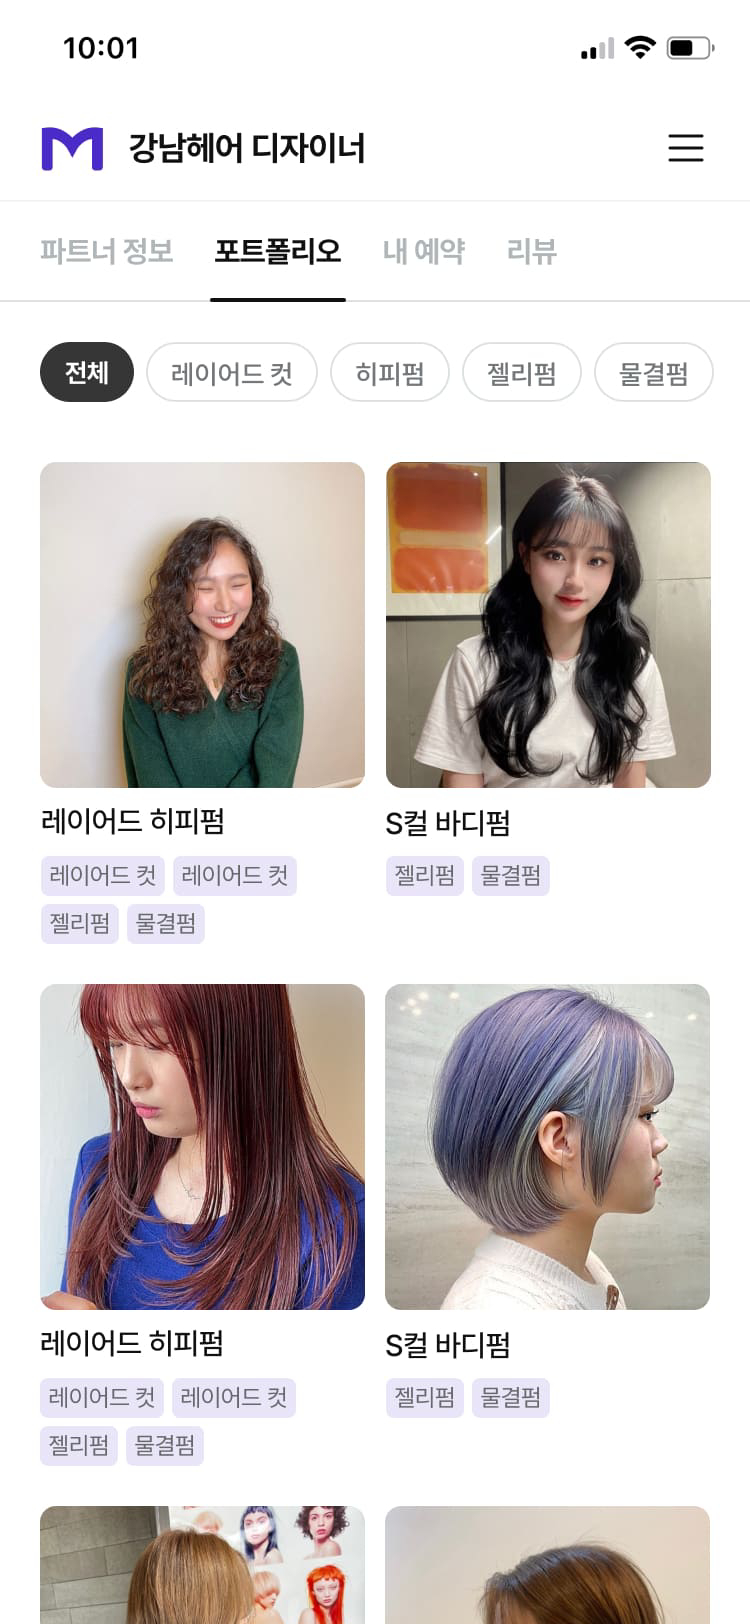 10:01
강남헤어 디자이너
파트너 정보 포트폴리오 내 예약 리뷰
전체 레이어드 컷 히피펌 젤리펌 물결펌
레이어드 히피펌
레이어드 컷 레이어드 컷
젤리펌 물결펌
S컬 바디펌
젤리펌 물결펌
레이어드 히피펌
레이어드 컷 레이어드 컷
젤리펌 물결펌
S컬 바디펌
젤리펌 물결펌